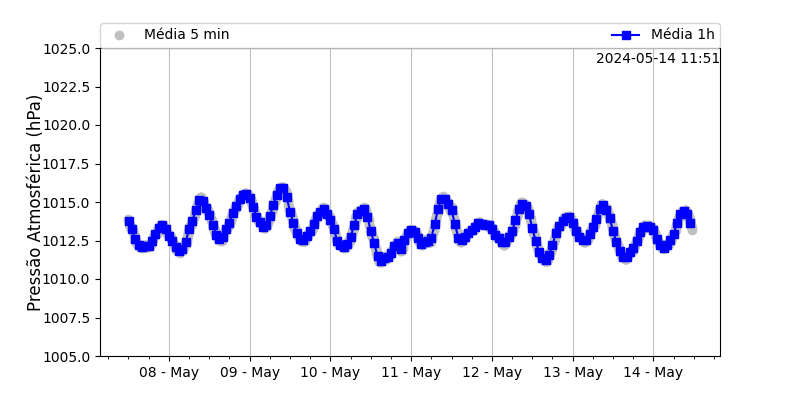 Média 5 min
Média 1h
2024-05-14 11:51
Pressão Atmosférica (hPa)
1025.0
1022.5
1020.0
1017.5
1015.0
1012.5
1010.0
1007.5
1005.0
08 - May
09 - May
10 - May
11 - May
12 - May
13 - May
14 - May